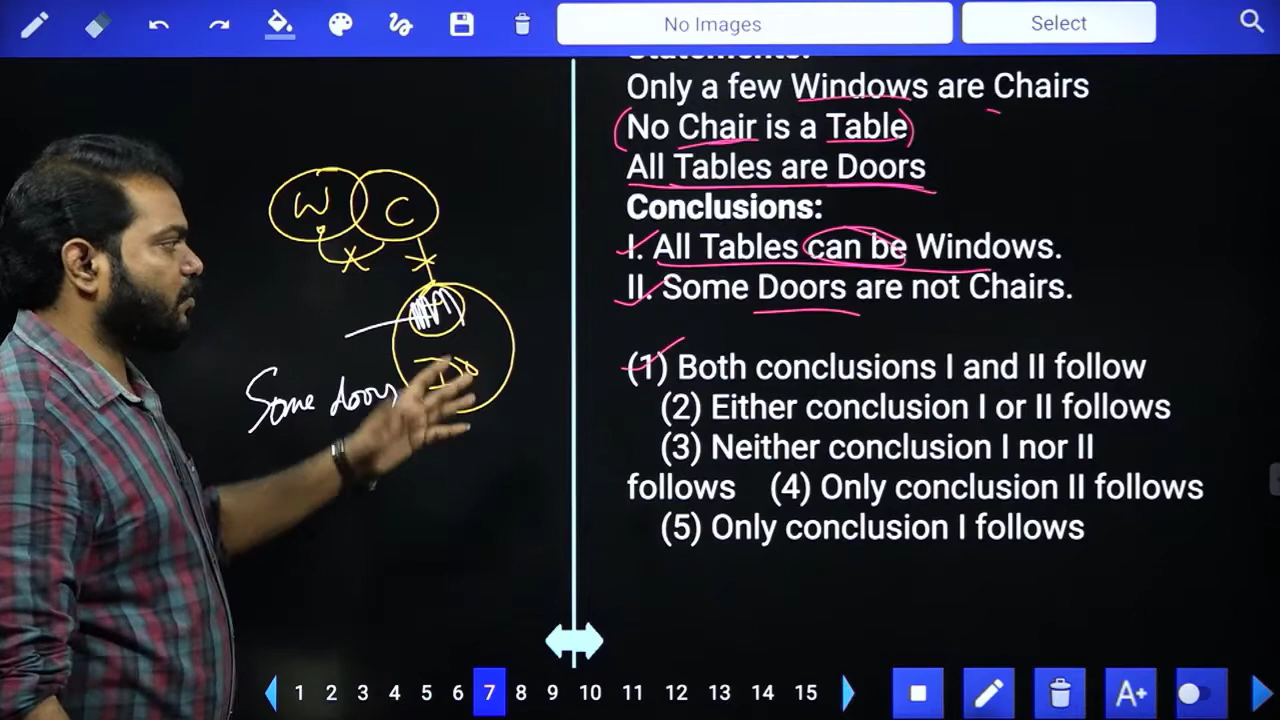 No Images
Select
Statements:
Only a few Windows are Chairs
(No Chair is a Table)
All Tables are Doors
Conclusions:
I. All Tables can be Windows.
II. Some Doors are not Chairs.
(1) Both conclusions I and II follow
(2) Either conclusion I or II follows
(3) Neither conclusion I nor II
follows (4) Only conclusion II follows
(5) Only conclusion I follows
W C
Some doors
1 2 3 4 5 6 7 8 9 10 11 12 13 14 15
A+